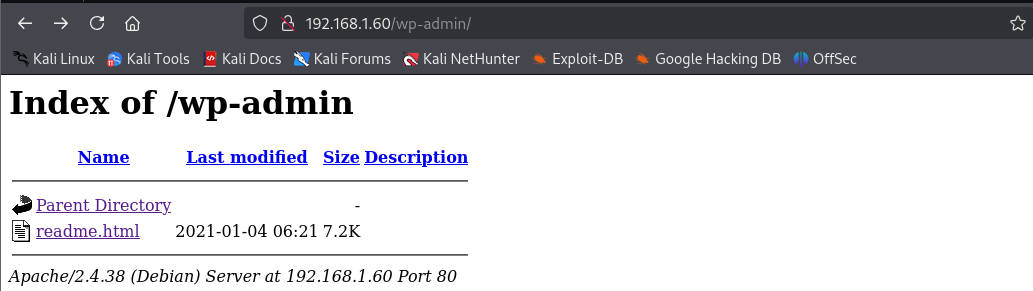 192.168.1.60/wp-admin/
Kali Linux Kali Tools Kali Docs Kali Forums Kali NetHunter Exploit-DB Google Hacking DB OffSec
Index of /wp-admin
Name Last modified Size Description
Parent Directory -
readme.html 2021-01-04 06:21 7.2K
Apache/2.4.38 (Debian) Server at 192.168.1.60 Port 80